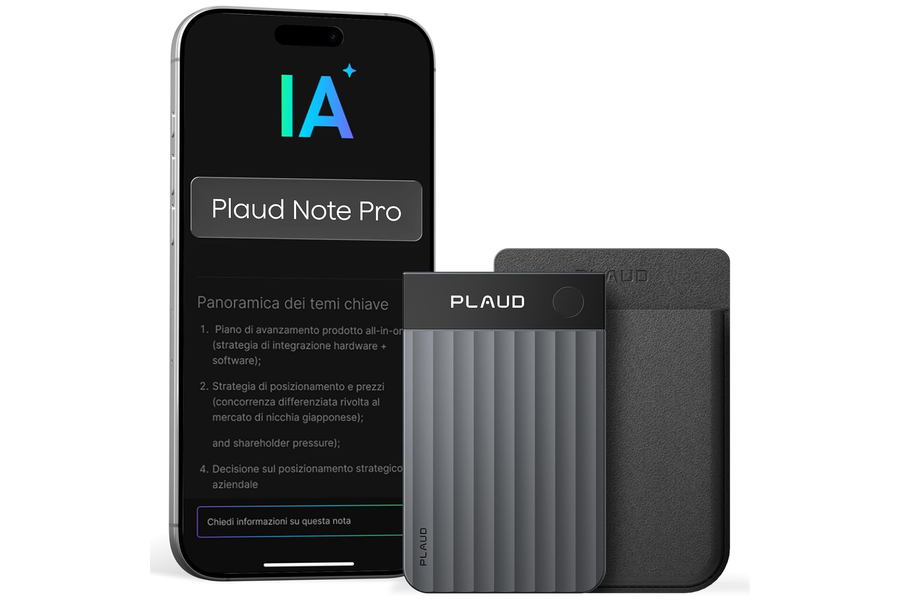 IA
Plaud Note Pro
Panoramica dei temi chiave
1. Piano di avanzamento prodotto all-in-on
(strategia di integrazione hardware +
software);
2. Strategia di posizionamento e prezzi
(concorrenza differenziata rivolta al
mercato di nicchia giapponese);
and shareholder pressure);
4. Decisione sul posizionamento strategico
aziendale
Chiedi informazioni su questa nota
PLAUD
PLAUD
PLAUD